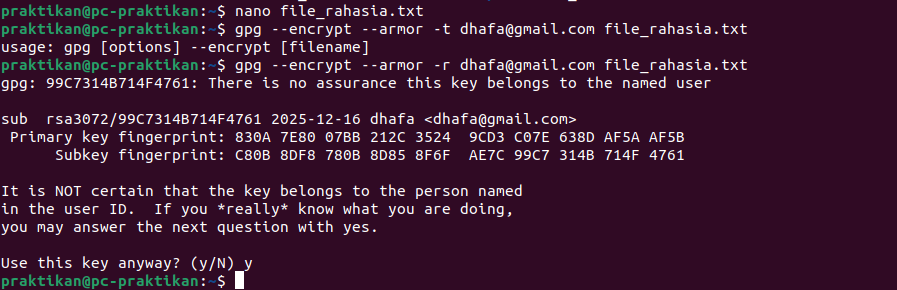 praktikan@pc-praktikan:~$ nano file_rahasia.txt
praktikan@pc-praktikan:~$ gpg --encrypt --armor -t dhafa@gmail.com file_rahasia.txt
usage: gpg [options] --encrypt [filename]
praktikan@pc-praktikan:~$ gpg --encrypt --armor -r dhafa@gmail.com file_rahasia.txt
gpg: 99C7314B714F4761: There is no assurance this key belongs to the named user
sub  rsa3072/99C7314B714F4761 2025-12-16 dhafa <dhafa@gmail.com>
 Primary key fingerprint: 830A 7E80 07BB 212C 3524  9CD3 C07E 638D AF5A AF5B
      Subkey fingerprint: C80B 8DF8 780B 8D85 8F6F  AE7C 99C7 314B 714F 4761
It is NOT certain that the key belongs to the person named
in the user ID.  If you *really* know what you are doing,
you may answer the next question with yes.
Use this key anyway? (y/N) y
praktikan@pc-praktikan:~$